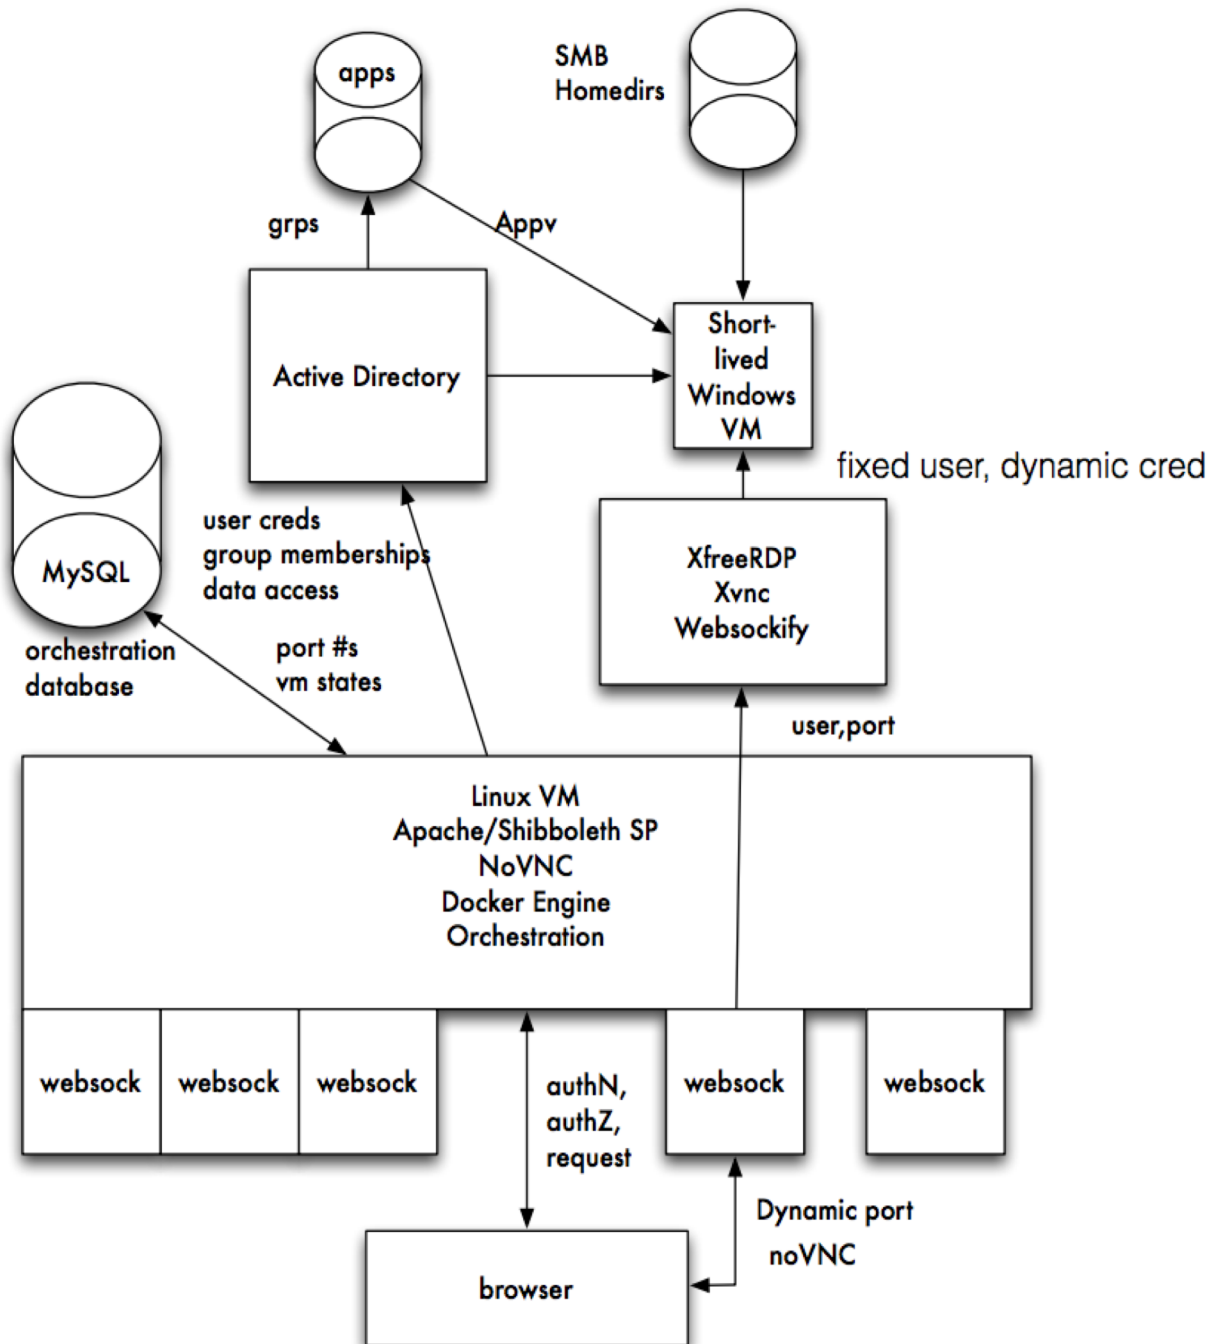 apps
SMB
Homedirs
grps
Appv
Active Directory
Short-
lived
Windows
VM
fixed user, dynamic cred
MySQL
orchestration
database
user creds
group memberships
data access
port #s
vm states
XfreeRDP
Xvnc
Websockify
user,port
Linux VM
Apache/Shibboleth SP
NoVNC
Docker Engine
Orchestration
websock
websock
websock
authN,
authZ,
request
websock
websock
Dynamic port
noVNC
browser